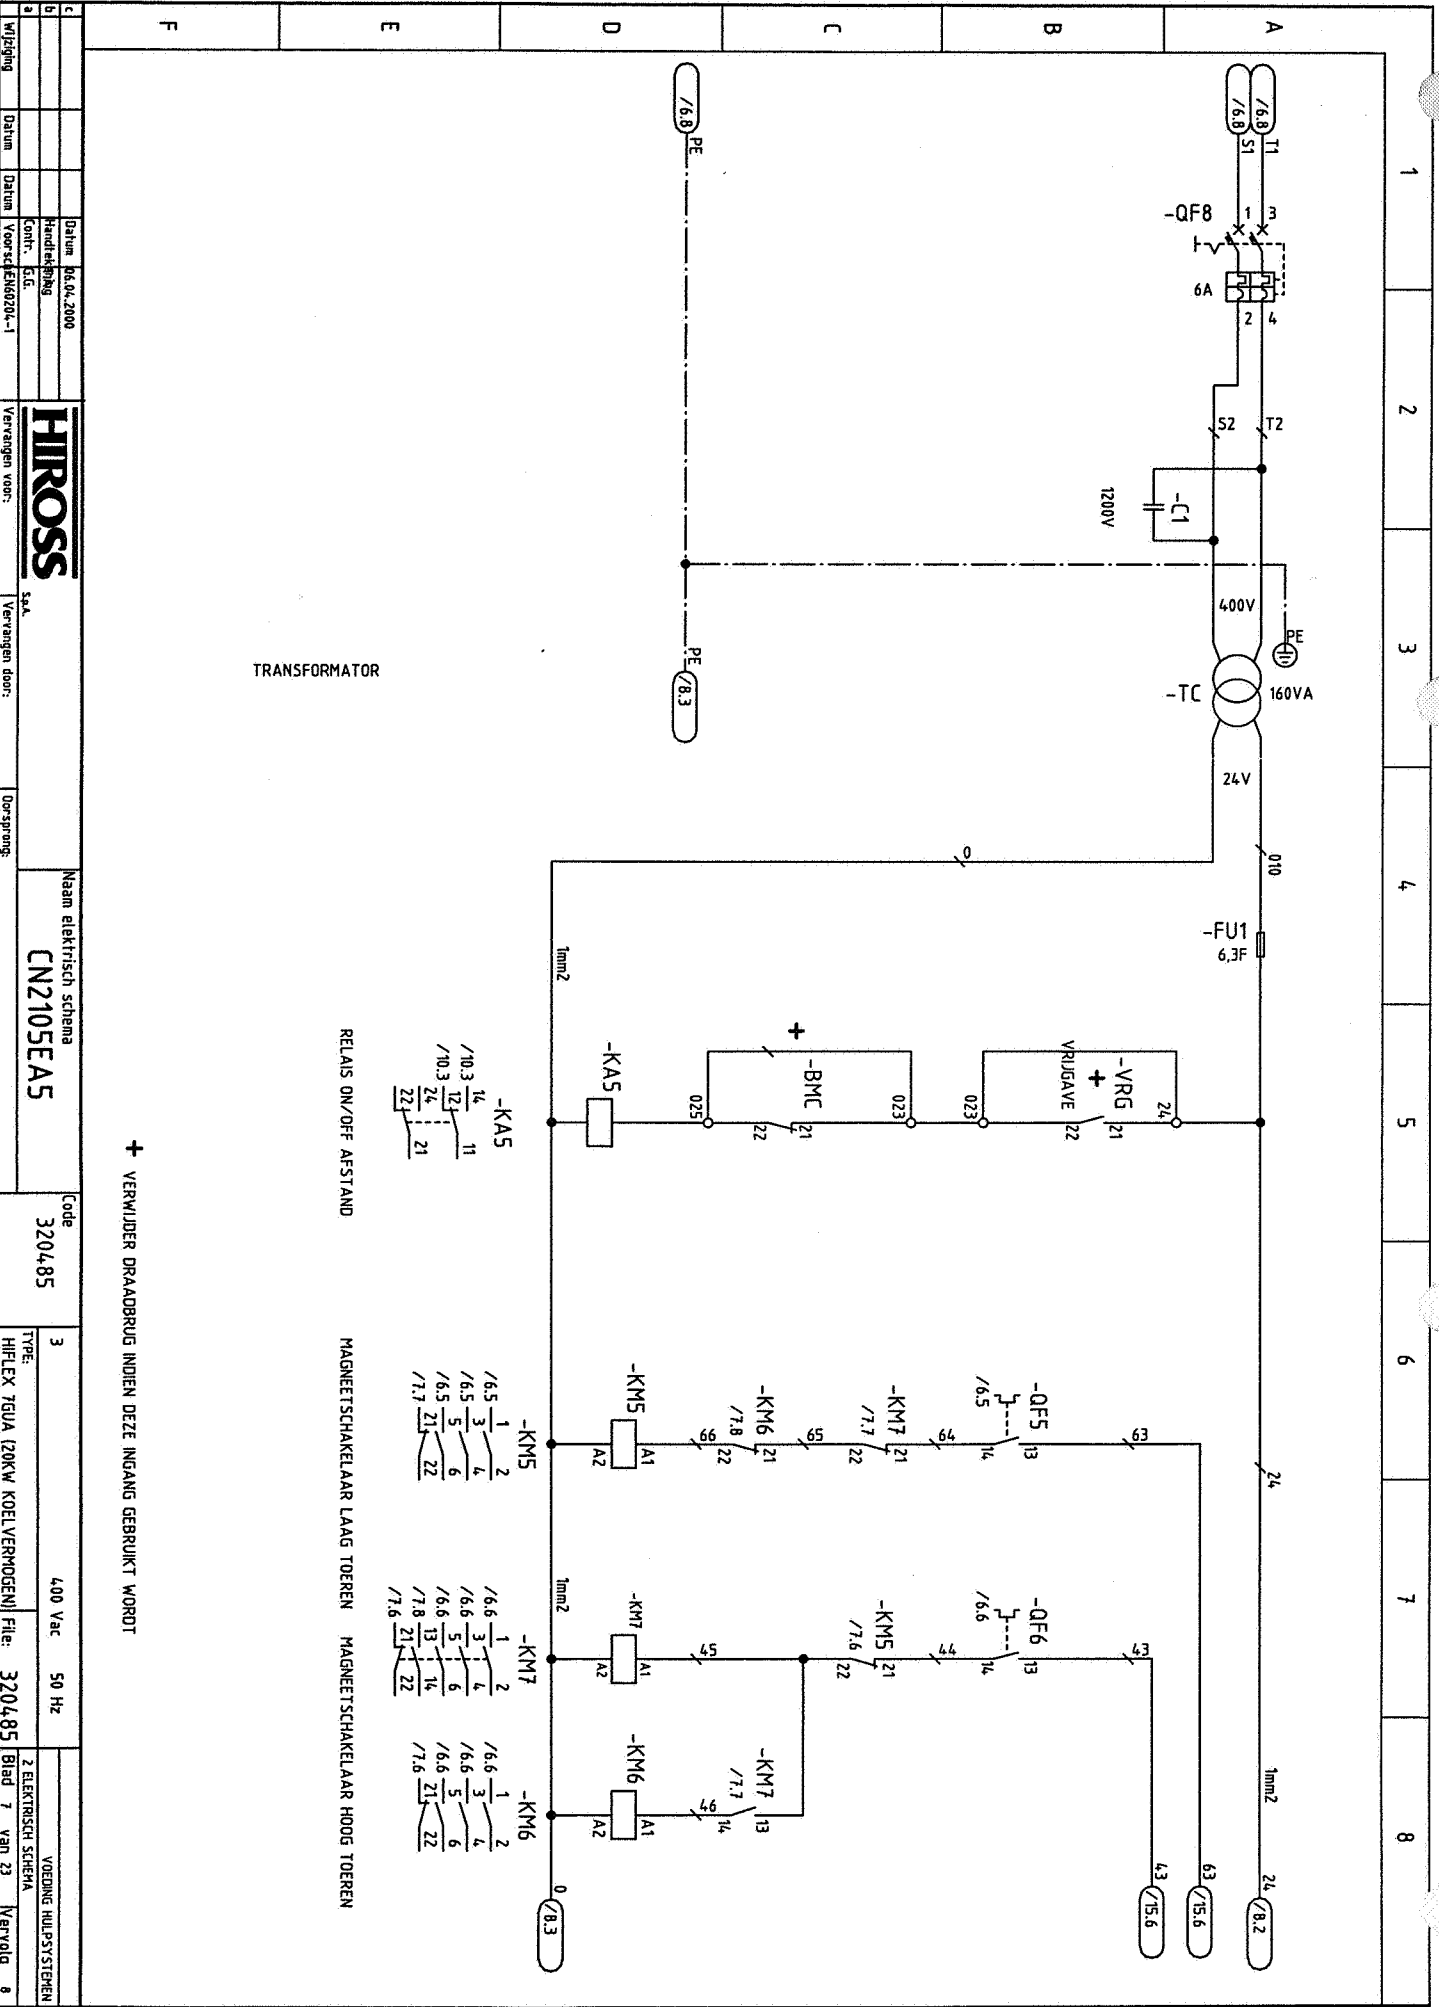 1
2
3
4
5
6
7
8
A
B
C
D
E
F
/6.8
T1
/6.8
S1
-QF8
1
3
6A
2
4
S2
T2
-C1
1200V
400V
PE
-TC
160VA
24V
/6.8
PE
PE
/8.3
TRANSFORMATOR
0
010
-FU1
6,3F
1mm2
24
-VRG
VRIJGAVE
+
21
22
023
023
-BMC
+
21
22
025
-KA5
-KA5
14
/10.3
12
11
/10.3
24
22
21
RELAIS ON/OFF AFSTAND
63
-QF5
/6.5
13
14
64
-KM7
/7.7
21
22
65
-KM6
/7.8
21
22
66
-KM5
A1
A2
-KM5
/6.5
1
2
/6.5
3
4
/6.5
5
6
/7.7
21
22
MAGNEETSCHAKELAAR LAAG TOEREN
24
43
-QF6
/6.6
13
14
44
-KM5
/7.6
21
22
45
-KM7
A1
A2
1mm2
-KM7
/6.6
1
2
/6.6
3
4
/6.6
5
6
/7.8
13
14
/7.6
21
22
MAGNEETSCHAKELAAR HOOG TOEREN
-KM7
/7.7
13
14
46
-KM6
A1
A2
-KM6
/6.6
1
2
/6.6
3
4
/6.6
5
6
/7.6
21
22
1mm2
24
/8.2
63
/15.6
43
/15.6
0
/8.3
+ VERWIJDER DRAADBRUG INDIEN DEZE INGANG GEBRUIKT WORDT
c
b
a
Wijziging
Datum
Datum
Datum
06.04.2000
Contr.
G.G.
EN60204-1
HIROSS
S.p.A.
Vervangen voor:
Vervangen door:
Oorsprong:
Naam elektrisch schema
CN2105EA5
Code
320485
3
400 Vac
50 Hz
TYPE:
HIFLEX 7GUA (20KW KOELVERMOGEN)
File:
320485
VOEDING HULPSYSTEMEN
2 ELEKTRISCH SCHEMA
Blad 7 van 23
Vervolg 8